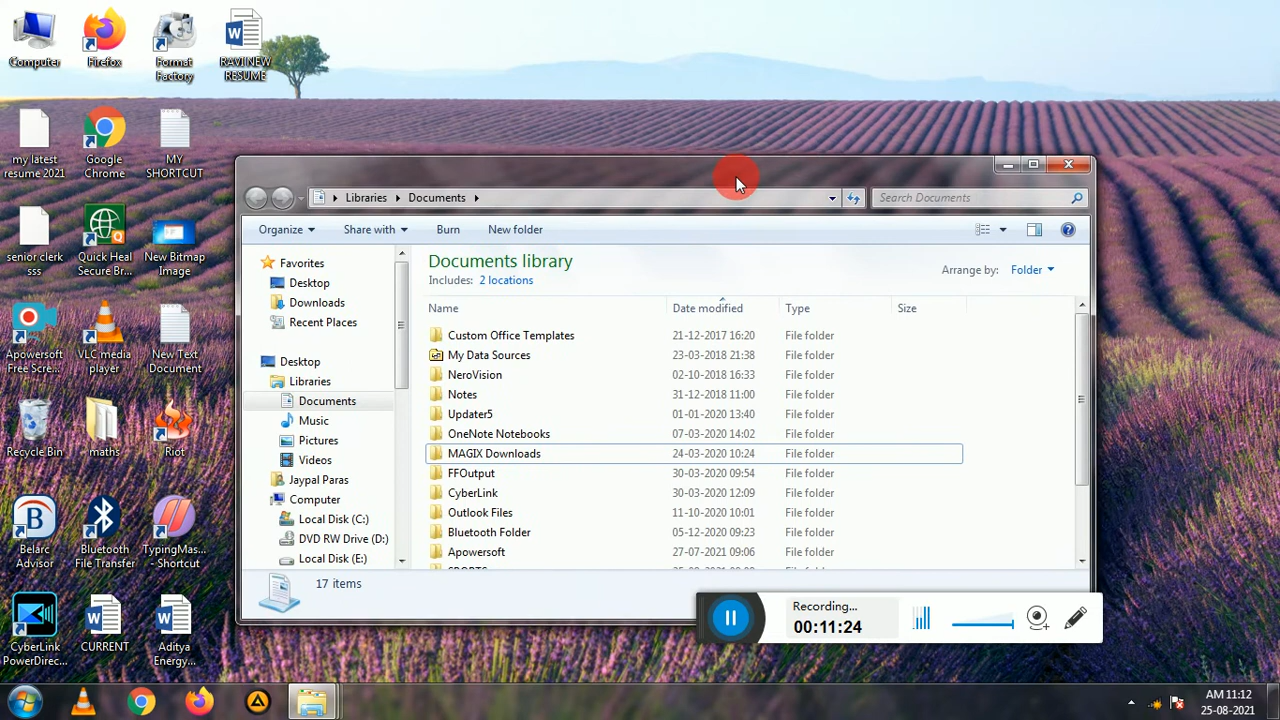 Computer
Firefox
Format
Factory
RAVI NEW
RESUME
my latest
resume 2021
Google
Chrome
MY
SHORTCUT
senior clerk
sss
Quick Heal
Secure Br...
New Bitmap
Image
Apowersoft
Free Scre...
VLC media
player
New Text
Document
Recycle Bin
maths
Riot
Belarc
Advisor
Bluetooth
File Transfer
TypingMas...
- Shortcut
CyberLink
PowerDirec...
CURRENT
Aditya
Energy...
Libraries
Documents
Search Documents
Organize
Share with
Burn
New folder
Favorites
Desktop
Downloads
Recent Places
Desktop
Libraries
Documents
Music
Pictures
Videos
Jaypal Paras
Computer
Local Disk (C:)
DVD RW Drive (D:)
Local Disk (E:)
Documents library
Includes: 2 locations
Arrange by: Folder
Name Date modified Type Size
Custom Office Templates 21-12-2017 16:20 File folder
My Data Sources 23-03-2018 21:38 File folder
NeroVision 02-10-2018 16:33 File folder
Notes 31-12-2018 11:00 File folder
Updater5 01-01-2020 13:40 File folder
OneNote Notebooks 07-03-2020 14:02 File folder
MAGIX Downloads 24-03-2020 10:24 File folder
FFOutput 30-03-2020 09:54 File folder
CyberLink 30-03-2020 12:09 File folder
Outlook Files 11-10-2020 10:01 File folder
Bluetooth Folder 05-12-2020 09:23 File folder
Apowersoft 27-07-2021 09:06 File folder
17 items
Recording...
00:11:24
AM 11:12
25-08-2021